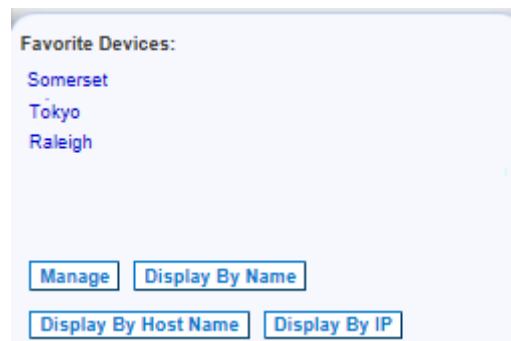 Favorite Devices:
Somerset
Tokyo
Raleigh
Manage Display By Name
Display By Host Name Display By IP